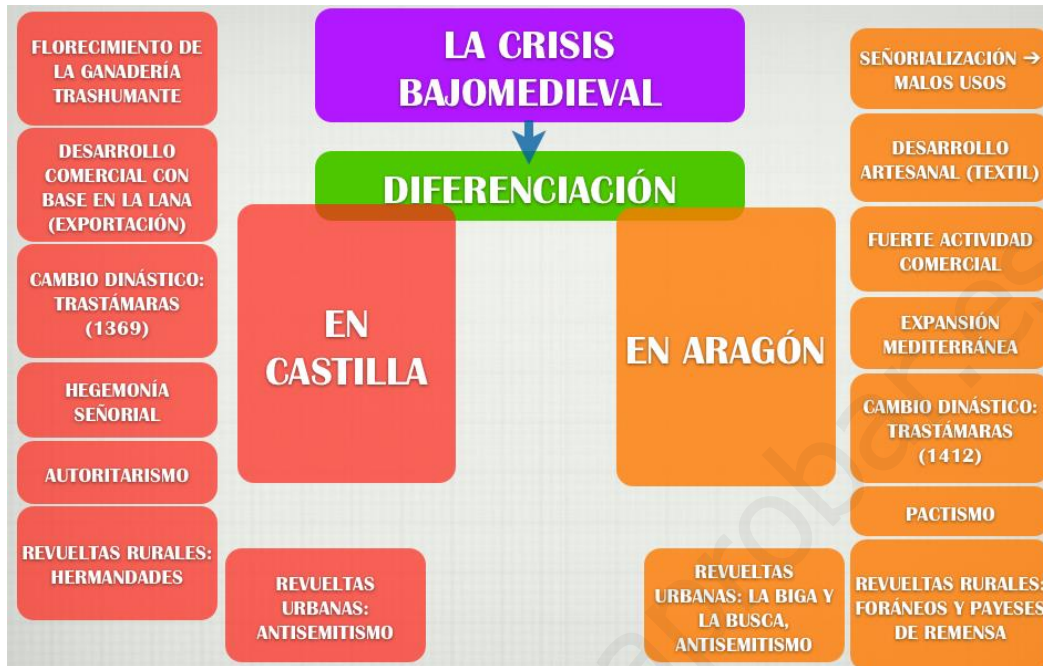 LA CRISIS
BAJOMEDIEVAL
DIFERENCIACIÓN
EN
CASTILLA
FLORECIMIENTO DE
LA GANADERÍA
TRASHUMANTE
DESARROLLO
COMERCIAL CON
BASE EN LA LANA
(EXPORTACIÓN)
CAMBIO DINÁSTICO:
TRASTÁMARAS
(1369)
HEGEMONÍA
SEÑORIAL
AUTORITARISMO
REVUELTAS RURALES:
HERMANDADES
REVUELTAS
URBANAS:
ANTISEMITISMO
EN ARAGÓN
SEÑORIALIZACIÓN →
MALOS USOS
DESARROLLO
ARTESANAL (TEXTIL)
FUERTE ACTIVIDAD
COMERCIAL
EXPANSIÓN
MEDITERRÁNEA
CAMBIO DINÁSTICO:
TRASTÁMARAS
(1412)
PACTISMO
REVUELTAS RURALES:
FORÁNEOS Y PAYESES
DE REMENSA
REVUELTAS
URBANAS: LA BIGA Y
LA BUSCA,
ANTISEMITISMO